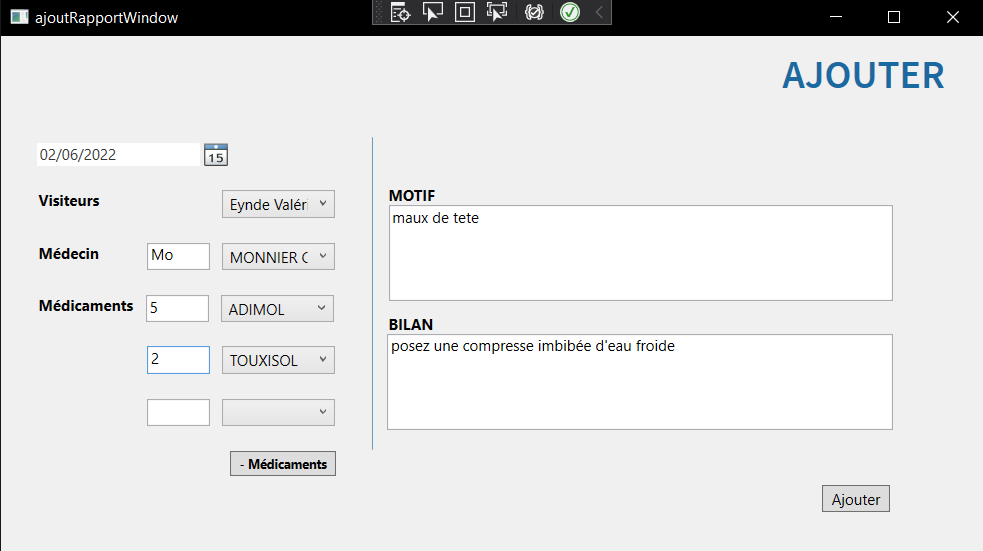 ajoutRapportWindow
AJOUTER
02/06/2022
15
Visiteurs
Eynde Valéri
Médecin
Mo
MONNIER C
Médicaments
5
ADIMOL
2
TOUXISOL
- Médicaments
MOTIF
maux de tete
BILAN
posez une compresse imbibée d'eau froide
Ajouter